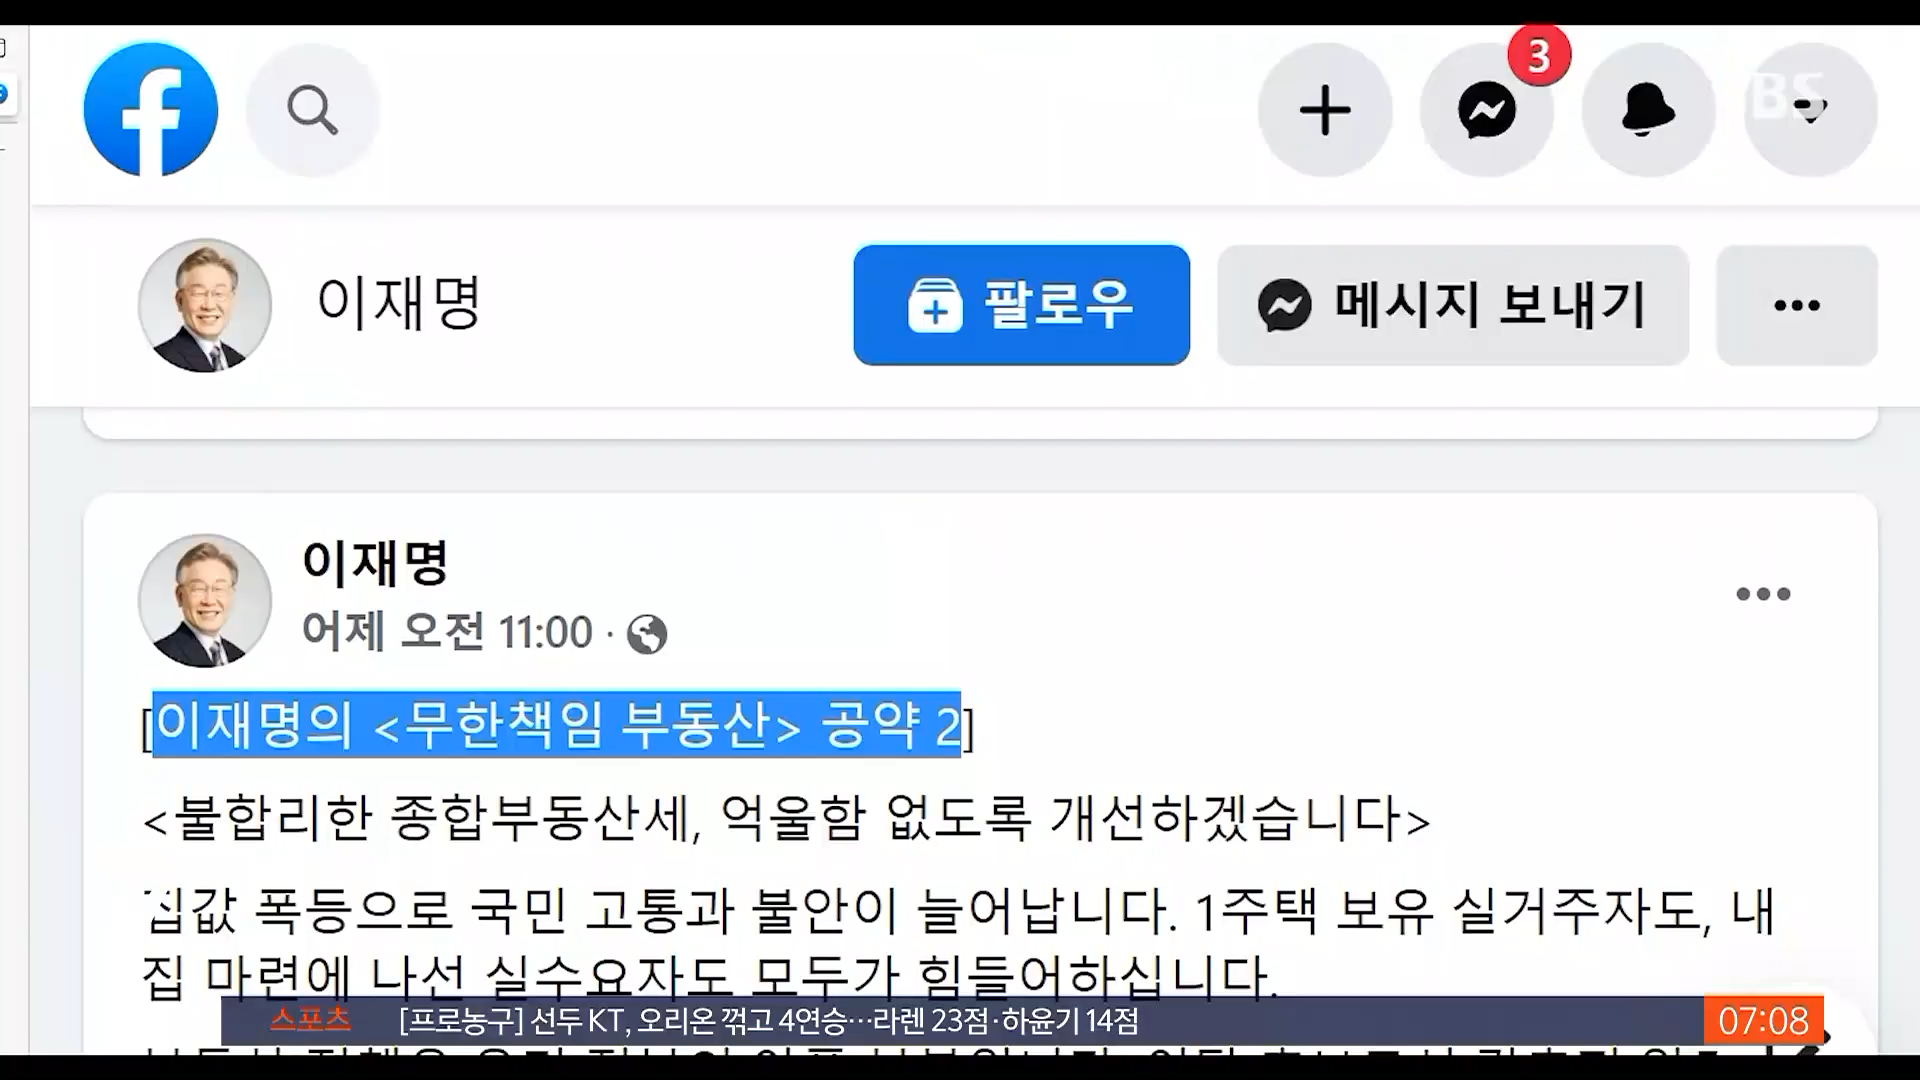 3
BS
이재명
팔로우
메시지 보내기
이재명
어제 오전 11:00 ·
[이재명의 <무한책임 부동산> 공약 2]
<불합리한 종합부동산세, 억울함 없도록 개선하겠습니다>
집값 폭등으로 국민 고통과 불안이 늘어납니다. 1주택 보유 실거주자도, 내
집 마련에 나선 실수요자도 모두가 힘들어하십니다.
스포츠 [프로농구] 선두 KT, 오리온 꺾고 4연승…라렌 23점·하윤기 14점
07:08